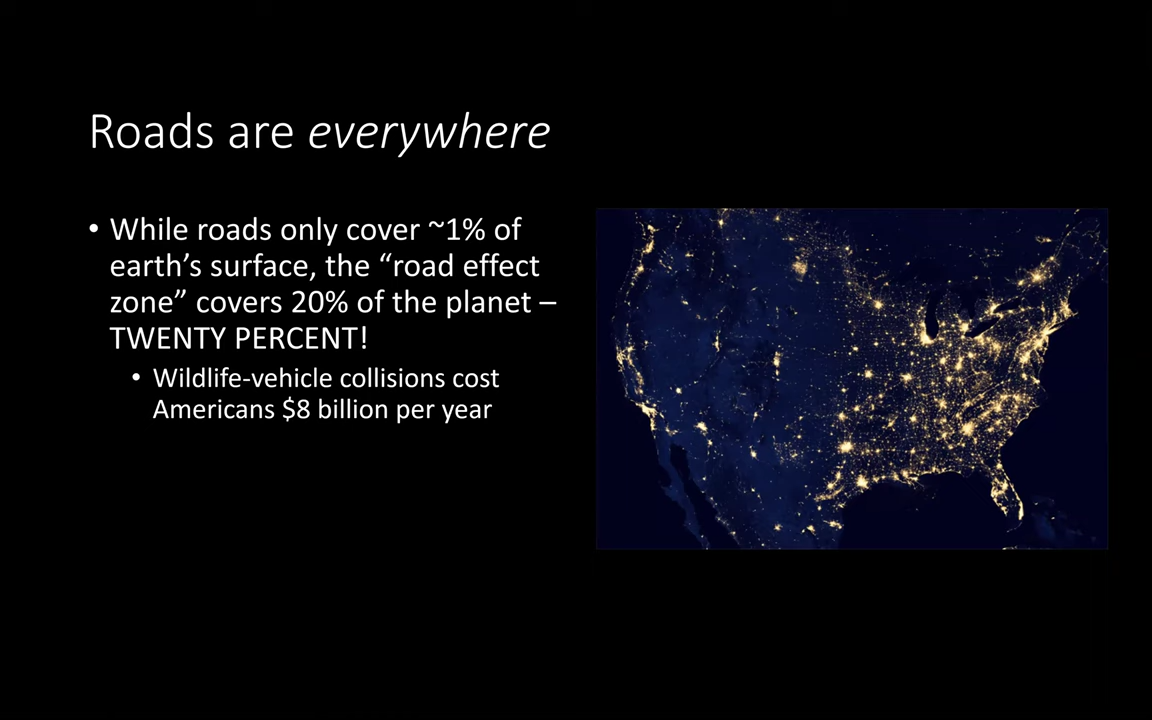 Roads are everywhere
• While roads only cover ~1% of
earth’s surface, the “road effect
zone” covers 20% of the planet –
TWENTY PERCENT!
• Wildlife-vehicle collisions cost
Americans $8 billion per year